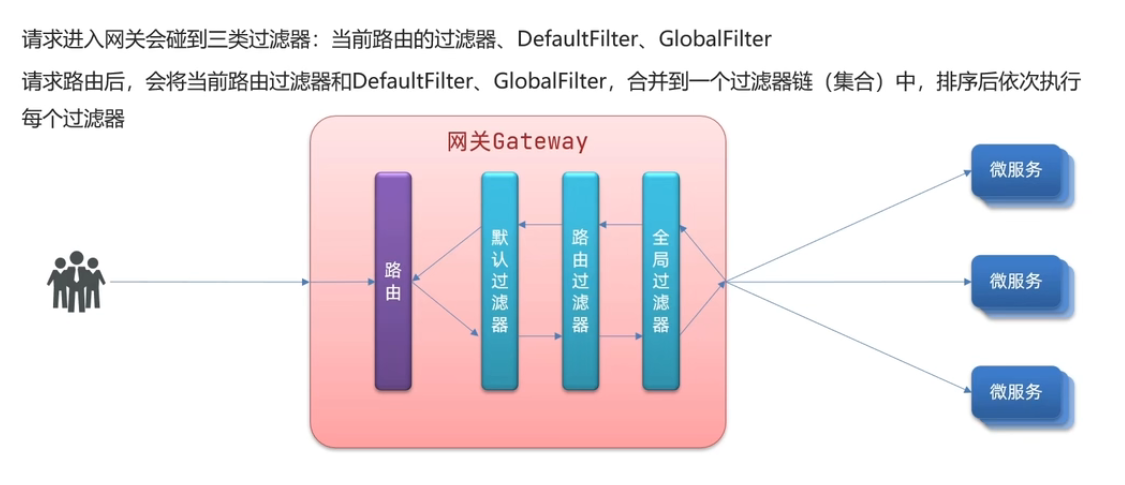 请求进入网关会碰到三类过滤器：当前路由的过滤器、DefaultFilter、GlobalFilter
请求路由后，会将当前路由过滤器和DefaultFilter、GlobalFilter，合并到一个过滤器链（集合）中，排序后依次执行
每个过滤器
网关Gateway
路由
默认过滤器
路由过滤器
全局过滤器
微服务
微服务
微服务